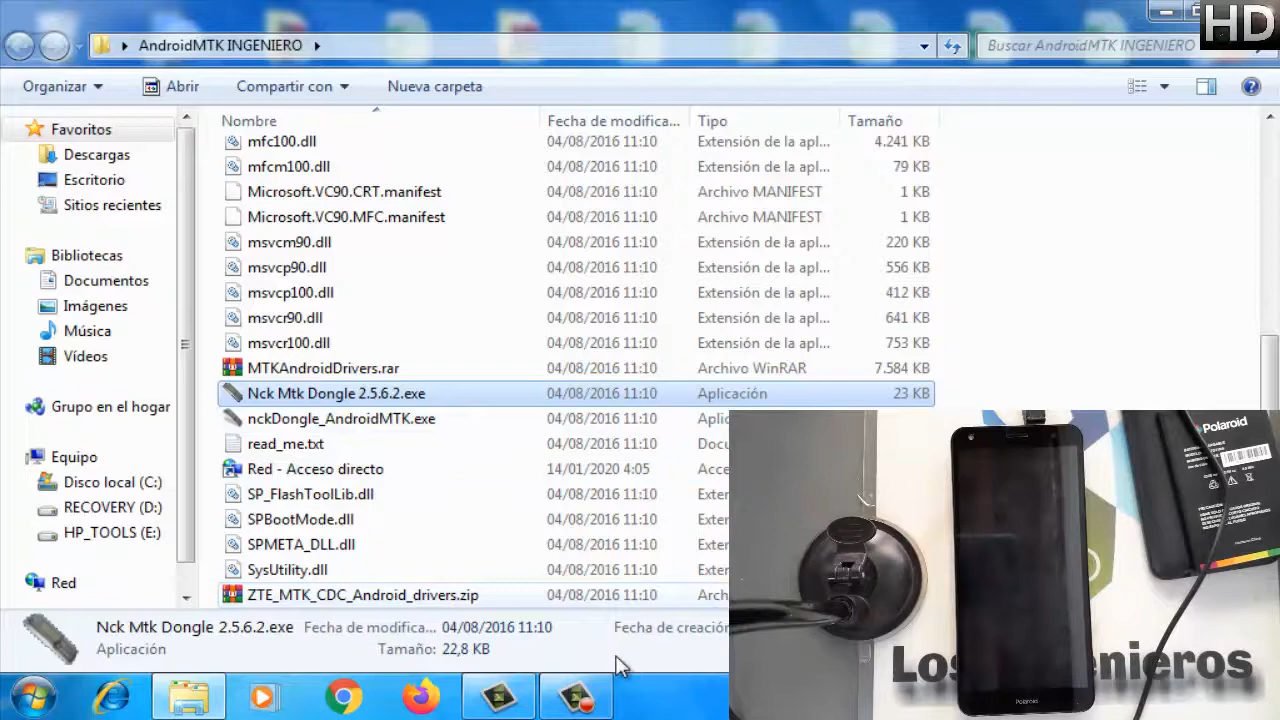 HD
AndroidMTK INGENIERO
Buscar AndroidMTK INGENIERO
Organizar
Abrir
Compartir con
Nueva carpeta
Nombre
Fecha de modifica...
Tipo
Tamaño
Favoritos
Descargas
Escritorio
Sitios recientes
Bibliotecas
Documentos
Imágenes
Música
Vídeos
Grupo en el hogar
Equipo
Disco local (C:)
RECOVERY (D:)
HP_TOOLS (E:)
Red
mfc100.dll 04/08/2016 11:10 Extensión de la apl... 4.241 KB
mfcm100.dll 04/08/2016 11:10 Extensión de la apl... 79 KB
Microsoft.VC90.CRT.manifest 04/08/2016 11:10 Archivo MANIFEST 1 KB
Microsoft.VC90.MFC.manifest 04/08/2016 11:10 Archivo MANIFEST 1 KB
msvcm90.dll 04/08/2016 11:10 Extensión de la apl... 220 KB
msvcp90.dll 04/08/2016 11:10 Extensión de la apl... 556 KB
msvcp100.dll 04/08/2016 11:10 Extensión de la apl... 412 KB
msvcr90.dll 04/08/2016 11:10 Extensión de la apl... 641 KB
msvcr100.dll 04/08/2016 11:10 Extensión de la apl... 753 KB
MTKAndroidDrivers.rar 04/08/2016 11:10 Archivo WinRAR 7.584 KB
Nck Mtk Dongle 2.5.6.2.exe 04/08/2016 11:10 Aplicación 23 KB
nckDongle_AndroidMTK.exe 04/08/2016 11:10 Aplic
read_me.txt 04/08/2016 11:10 Docu
Red - Acceso directo 14/01/2020 4:05 Acce
SP_FlashToolLib.dll 04/08/2016 11:10 Exte
SPBootMode.dll 04/08/2016 11:10 Exte
SPMETA_DLL.dll 04/08/2016 11:10 Exte
SysUtility.dll 04/08/2016 11:10 Exte
ZTE_MTK_CDC_Android_drivers.zip 04/08/2016 11:10 Arch
Nck Mtk Dongle 2.5.6.2.exe Fecha de modifica... 04/08/2016 11:10 Fecha de creación
Aplicación Tamaño: 22,8 KB
Polaroid
Los enieros
Polaroid